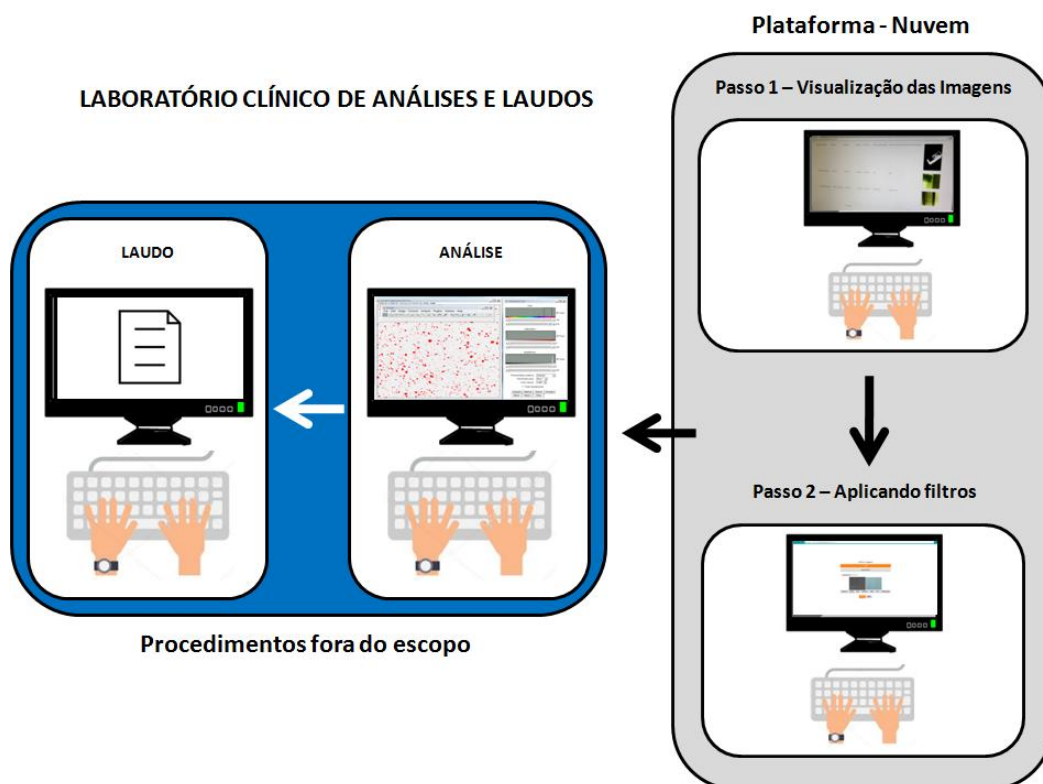 Plataforma - Nuvem
Passo 1 – Visualização das Imagens
LABORATÓRIO CLÍNICO DE ANÁLISES E LAUDOS
LAUDO
ANÁLISE
Passo 2 – Aplicando filtros
Procedimentos fora do escopo